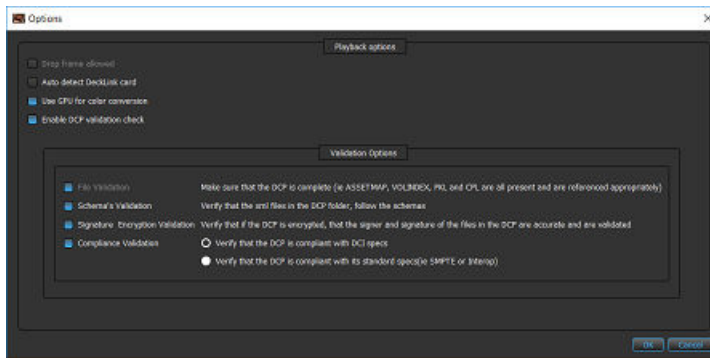 Options
Playback options
Drop frame allowed
Auto detect DeckLink card
Use GPU for color conversion
Enable DCP validation check
Validation Options
File Validation Make sure that the DCP is complete (ie ASSETMAP, VOLINDEX, PKL and CPL are all present and are referenced appropriately)
Schema's Validation Verify that the xml files in the DCP folder, follow the schemas
Signature Encryption Validation Verify that if the DCP is encrypted, that the signer and signature of the files in the DCP are accurate and are validated
Compliance Validation Verify that the DCP is compliant with DCI specs
Verify that the DCP is compliant with its standard specs(ie SMPTE or Interop)
OK Cancel